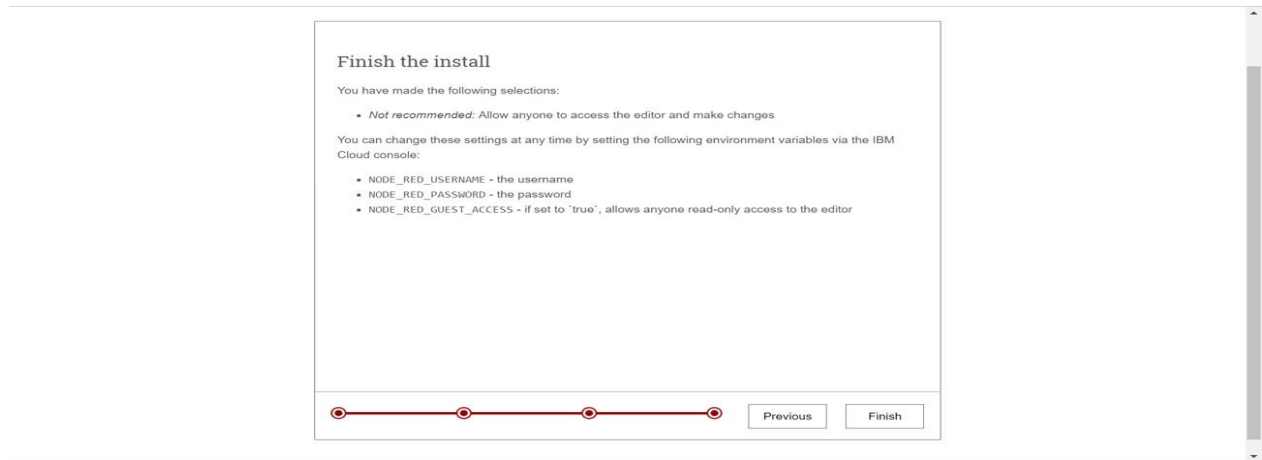 Finish the install
You have made the following selections:
• Not recommended: Allow anyone to access the editor and make changes
You can change these settings at any time by setting the following environment variables via the IBM
Cloud console:
• NODE_RED_USERNAME - the username
• NODE_RED_PASSWORD - the password
• NODE_RED_GUEST_ACCESS - if set to `true`, allows anyone read-only access to the editor
Previous Finish